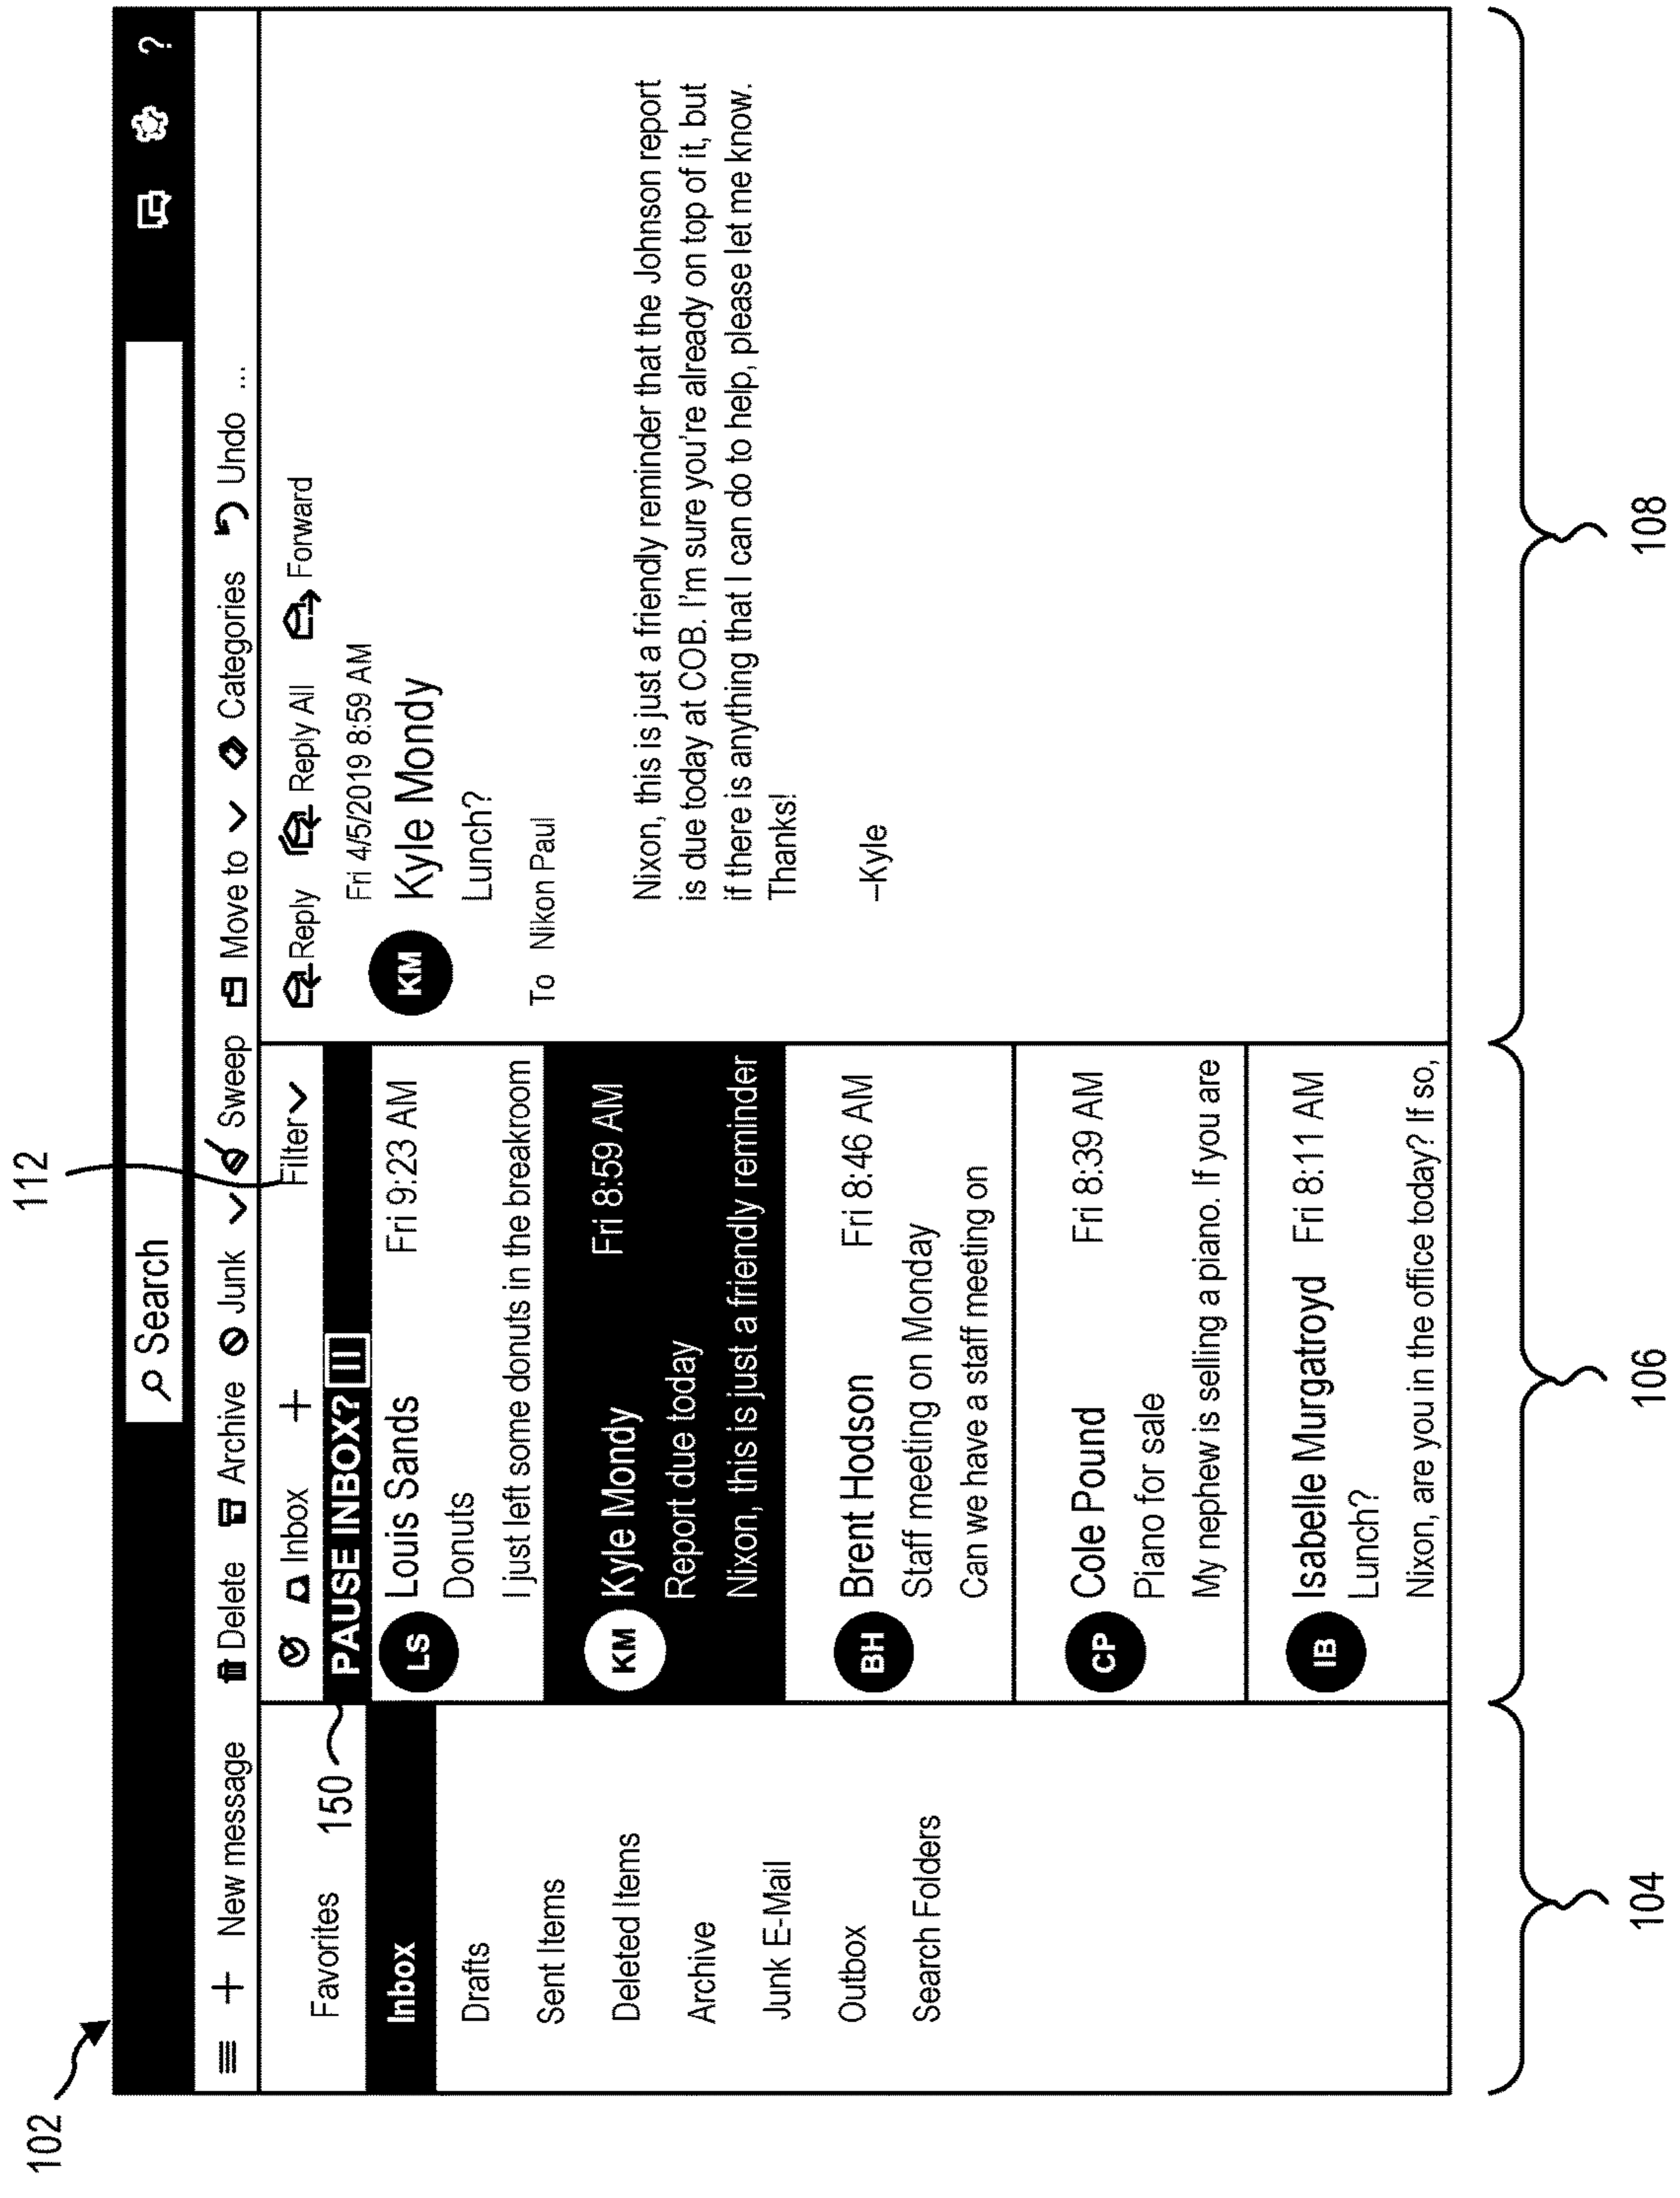 102
112
Search
?
New message Delete Archive Junk Sweep Move to Categories Undo ...
Favorites
150
Inbox
Drafts
Sent Items
Deleted Items
Archive
Junk E-Mail
Outbox
Search Folders
Inbox + Filter
PAUSE INBOX?
LS Louis Sands Fri 9:23 AM
Donuts
I just left some donuts in the breakroom
KM Kyle Mondy Fri 8:59 AM
Report due today
Nixon, this is just a friendly reminder
BH Brent Hodson Fri 8:46 AM
Staff meeting on Monday
Can we have a staff meeting on
CP Cole Pound Fri 8:39 AM
Piano for sale
My nephew is selling a piano. If you are
IB Isabelle Murgatroyd Fri 8:11 AM
Lunch?
Nixon, are you in the office today? If so,
Reply Reply All Forward
Fri 4/5/2019 8:59 AM
KM Kyle Mondy
Lunch?
To Nikon Paul
Nixon, this is just a friendly reminder that the Johnson report
is due today at COB. I'm sure you're already on top of it, but
if there is anything that I can do to help, please let me know.
Thanks!
–Kyle
104
106
108